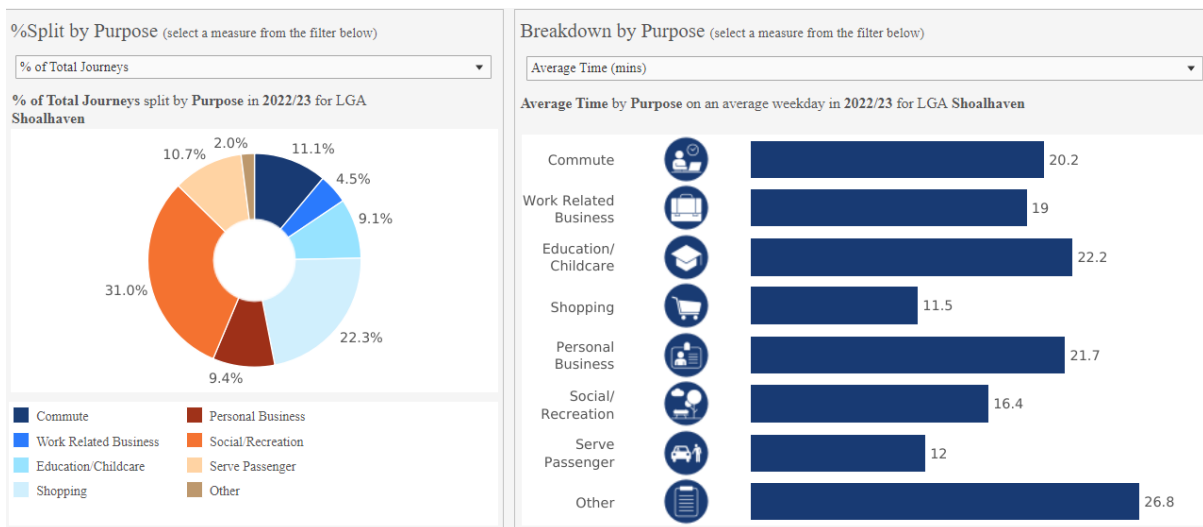 %Split by Purpose (select a measure from the filter below)
% of Total Journeys
% of Total Journeys split by Purpose in 2022/23 for LGA
Shoalhaven
2.0%
11.1%
10.7%
4.5%
9.1%
31.0%
22.3%
9.4%
Commute
Personal Business
Work Related Business
Social/Recreation
Education/Childcare
Serve Passenger
Shopping
Other
Breakdown by Purpose (select a measure from the filter below)
Average Time (mins)
Average Time by Purpose on an average weekday in 2022/23 for LGA Shoalhaven
Commute
20.2
Work Related
Business
19
Education/
Childcare
22.2
Shopping
11.5
Personal
Business
21.7
Social/
Recreation
16.4
Serve
Passenger
12
Other
26.8